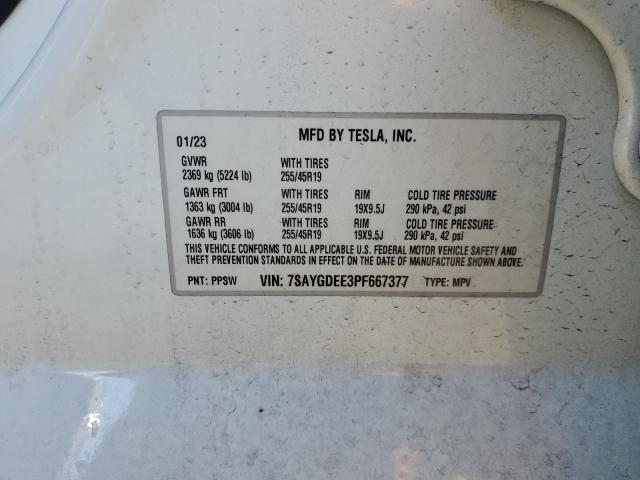 01/23 MFD BY TESLA, INC.
GVWR WITH TIRES
2369 kg (5224 lb) 255/45R19
GAWR FRT WITH TIRES RIM COLD TIRE PRESSURE
1363 kg (3004 lb) 255/45R19 19X9.5J 290 kPa, 42 psi
GAWR RR WITH TIRES RIM COLD TIRE PRESSURE
1636 kg (3606 lb) 255/45R19 19X9.5J 290 kPa, 42 psi
THIS VEHICLE CONFORMS TO ALL APPLICABLE U.S. FEDERAL MOTOR VEHICLE SAFETY AND
THEFT PREVENTION STANDARDS IN EFFECT ON THE DATE OF MANUFACTURE SHOWN ABOVE.
PNT: PPSW VIN: 7SAYGDEE3PF667377 TYPE: MPV